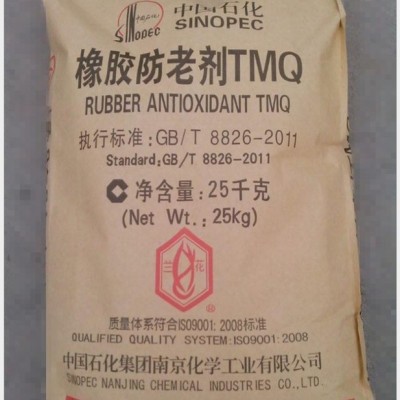 中国石化
SINOPEC
SINOPEC
橡胶防老剂TMQ
RUBBER ANTIOXIDANT TMQ
执行标准:GB/T 8826-2011
Standard:GB/T 8826-2011
净含量:25千克
(Net Wt.:25kg)
兰化
质量体系符合ISO9001:2008标准
QUALIFIED QUALITY SYSTEM:ISO9001:2008
中国石化集团南京化学工业有限公司
SINOPEC NANJING CHEMICAL INDUSTRIES CO.,LTD.